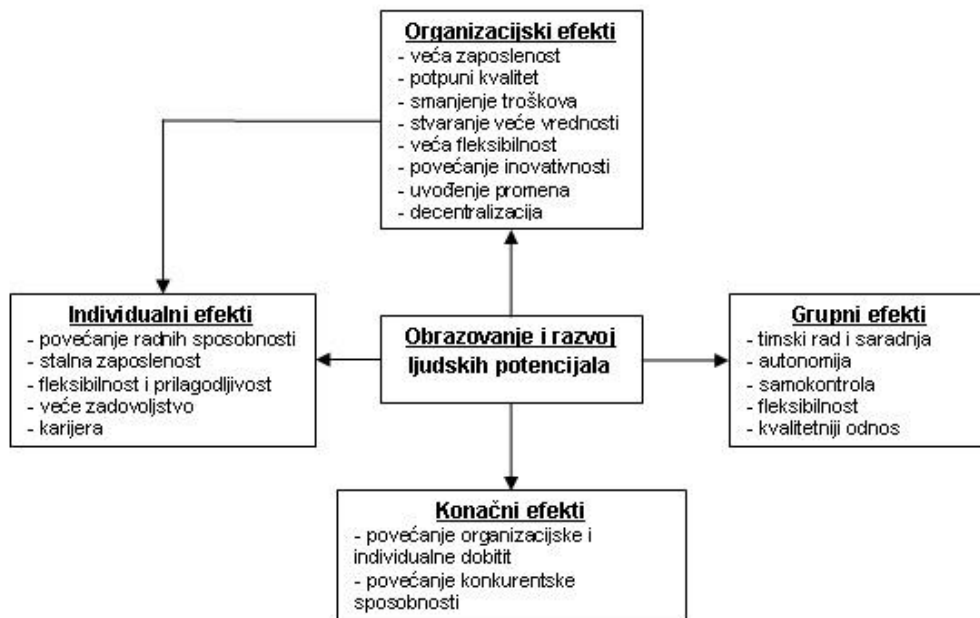 Organizacijski efekti
- veća zaposlenost
- potpuni kvalitet
- smanjenje troškova
- stvaranje veće vrednosti
- veća fleksibilnost
- povećanje inovativnosti
- uvođenje promena
- decentralizacija
Individualni efekti
- povećanje radnih sposobnosti
- stalna zaposlenost
- fleksibilnost i prilagodljivost
- veće zadovoljstvo
- karijera
Obrazovanje i razvoj
ljudskih potencijala
Grupni efekti
- timski rad i saradnja
- autonomija
- samokontrola
- fleksibilnost
- kvalitetniji odnos
Konačni efekti
- povećanje organizacijske i
individualne dobitit
- povećanje konkurentske
sposobnosti